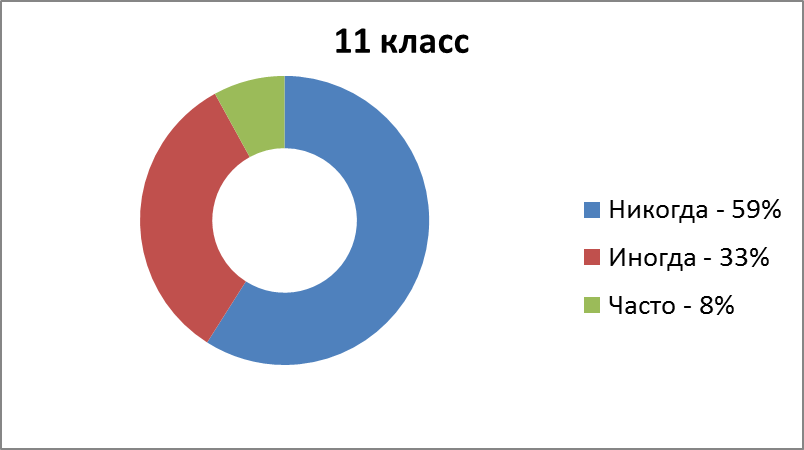 11 класс
Никогда - 59%
Иногда - 33%
Часто - 8%